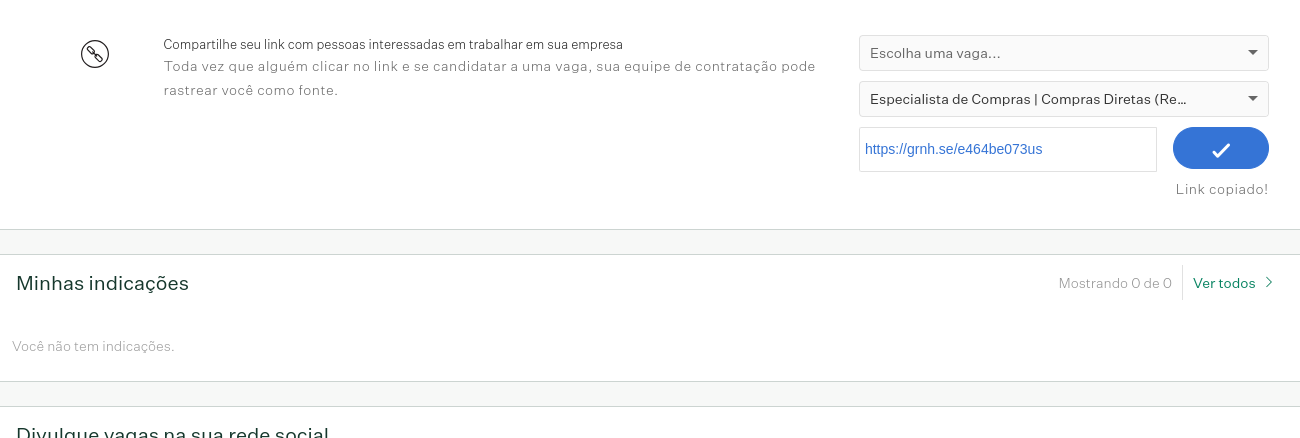 Compartilhe seu link com pessoas interessadas em trabalhar em sua empresa
Toda vez que alguém clicar no link e se candidatar a uma vaga, sua equipe de contratação pode
rastrear você como fonte.
Escolha uma vaga...
Especialista de Compras | Compras Diretas (Re...
https://grnh.se/e464be073us
Link copiado!
Minhas indicações
Mostrando 0 de 0
Ver todos
Você não tem indicações.
Divulgue vagas na sua rede social